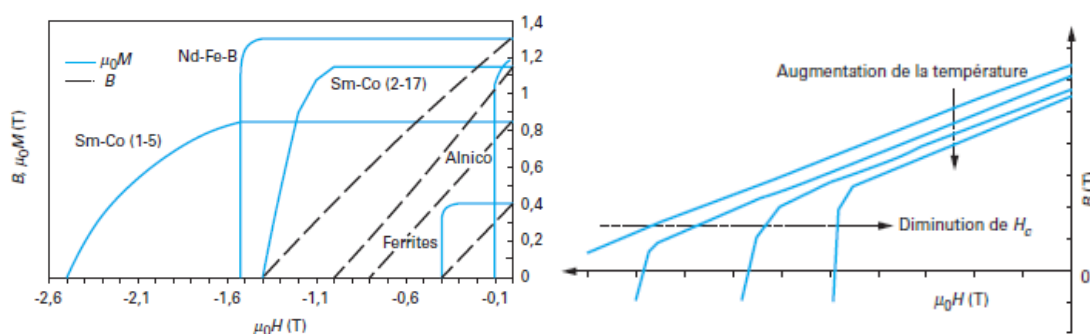 1,4
1,2
1
0,8
0,6
0,4
0,2
0
B, μ₀M (T)
μ₀M
B
Nd-Fe-B
Sm-Co (2-17)
Sm-Co (1-5)
Alnico
Ferrites
-2,6 -2,1 -1,6 -1,1 -0,6 -0,1
μ₀H (T)
Augmentation de la température
Diminution de Hc
B (T)
0
μ₀H (T)